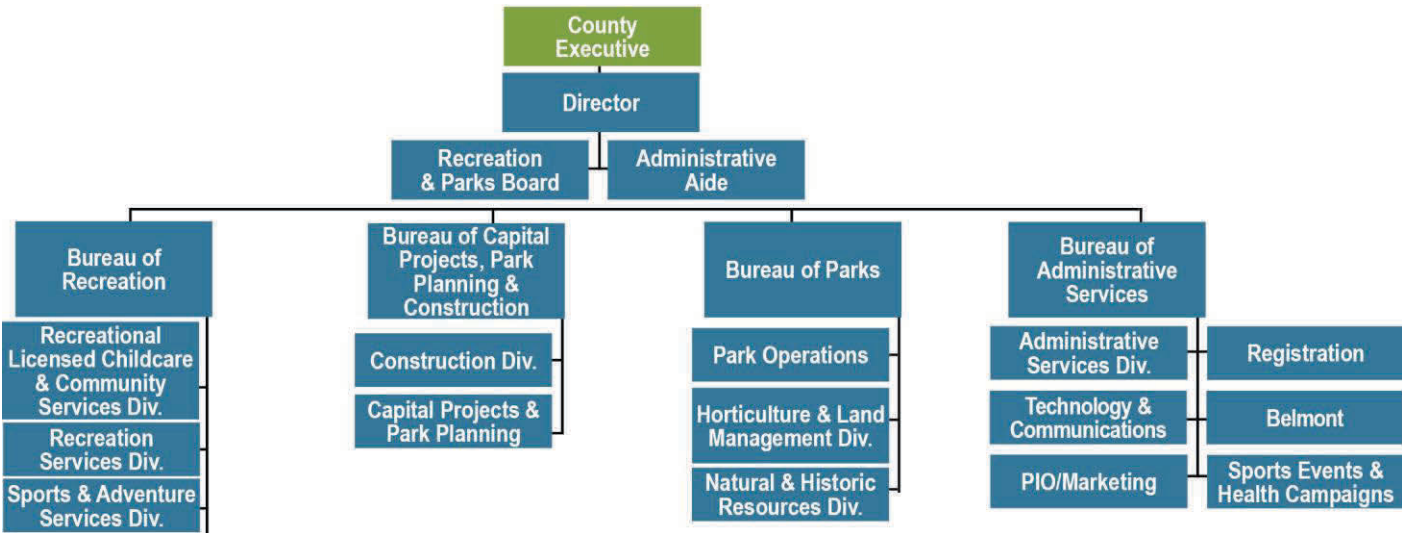 County
Executive
Director
Recreation
& Parks Board
Administrative
Aide
Bureau of
Recreation
Bureau of Capital
Projects, Park
Planning &
Construction
Bureau of Parks
Bureau of
Administrative
Services
Recreational
Licensed Childcare
& Community
Services Div.
Recreation
Services Div.
Sports & Adventure
Services Div.
Construction Div.
Capital Projects &
Park Planning
Park Operations
Horticulture & Land
Management Div.
Natural & Historic
Resources Div.
Administrative
Services Div.
Registration
Technology &
Communications
Belmont
PIO/Marketing
Sports Events &
Health Campaigns